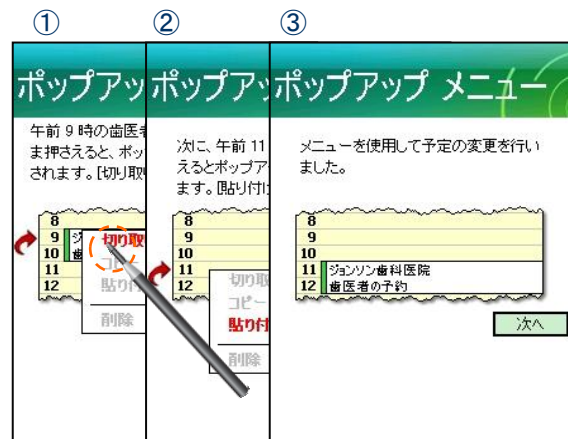 ①
ポップアッ
午前 9 時の歯医
ま押さえると、ポッ
されます。[切り取
8
9
10
11
12
切り取
コピー
貼り付
削除
②
ポップアッ
次に、午前 11
えるとポップア
ます。[貼り付け
8
9
10
11
12
切り取
コピー
貼り付
削除
③
ポップアップ メニュー
メニューを使用して予定の変更を行い
ました。
8
9
10
11 ジョンソン歯科医院
12 歯医者の予約
次へ